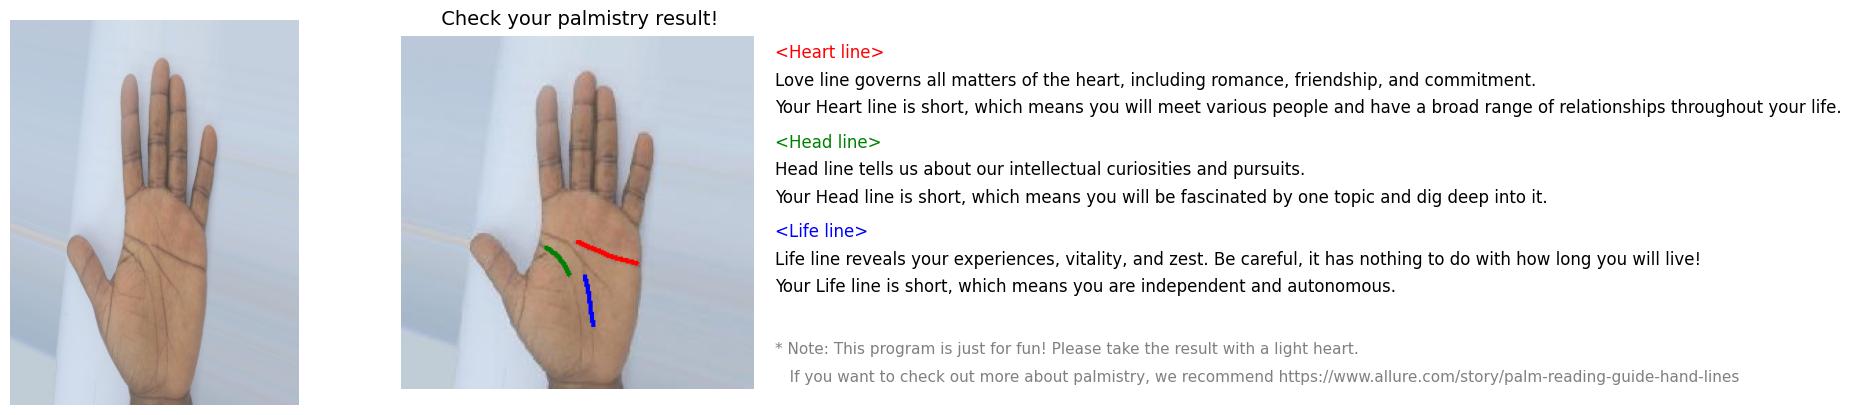 Check your palmistry result!
<Heart line>
Love line governs all matters of the heart, including romance, friendship, and commitment.
Your Heart line is short, which means you will meet various people and have a broad range of relationships throughout your life.
<Head line>
Head line tells us about our intellectual curiosities and pursuits.
Your Head line is short, which means you will be fascinated by one topic and dig deep into it.
<Life line>
Life line reveals your experiences, vitality, and zest. Be careful, it has nothing to do with how long you will live!
Your Life line is short, which means you are independent and autonomous.
* Note: This program is just for fun! Please take the result with a light heart.
If you want to check out more about palmistry, we recommend https://www.allure.com/story/palm-reading-guide-hand-lines